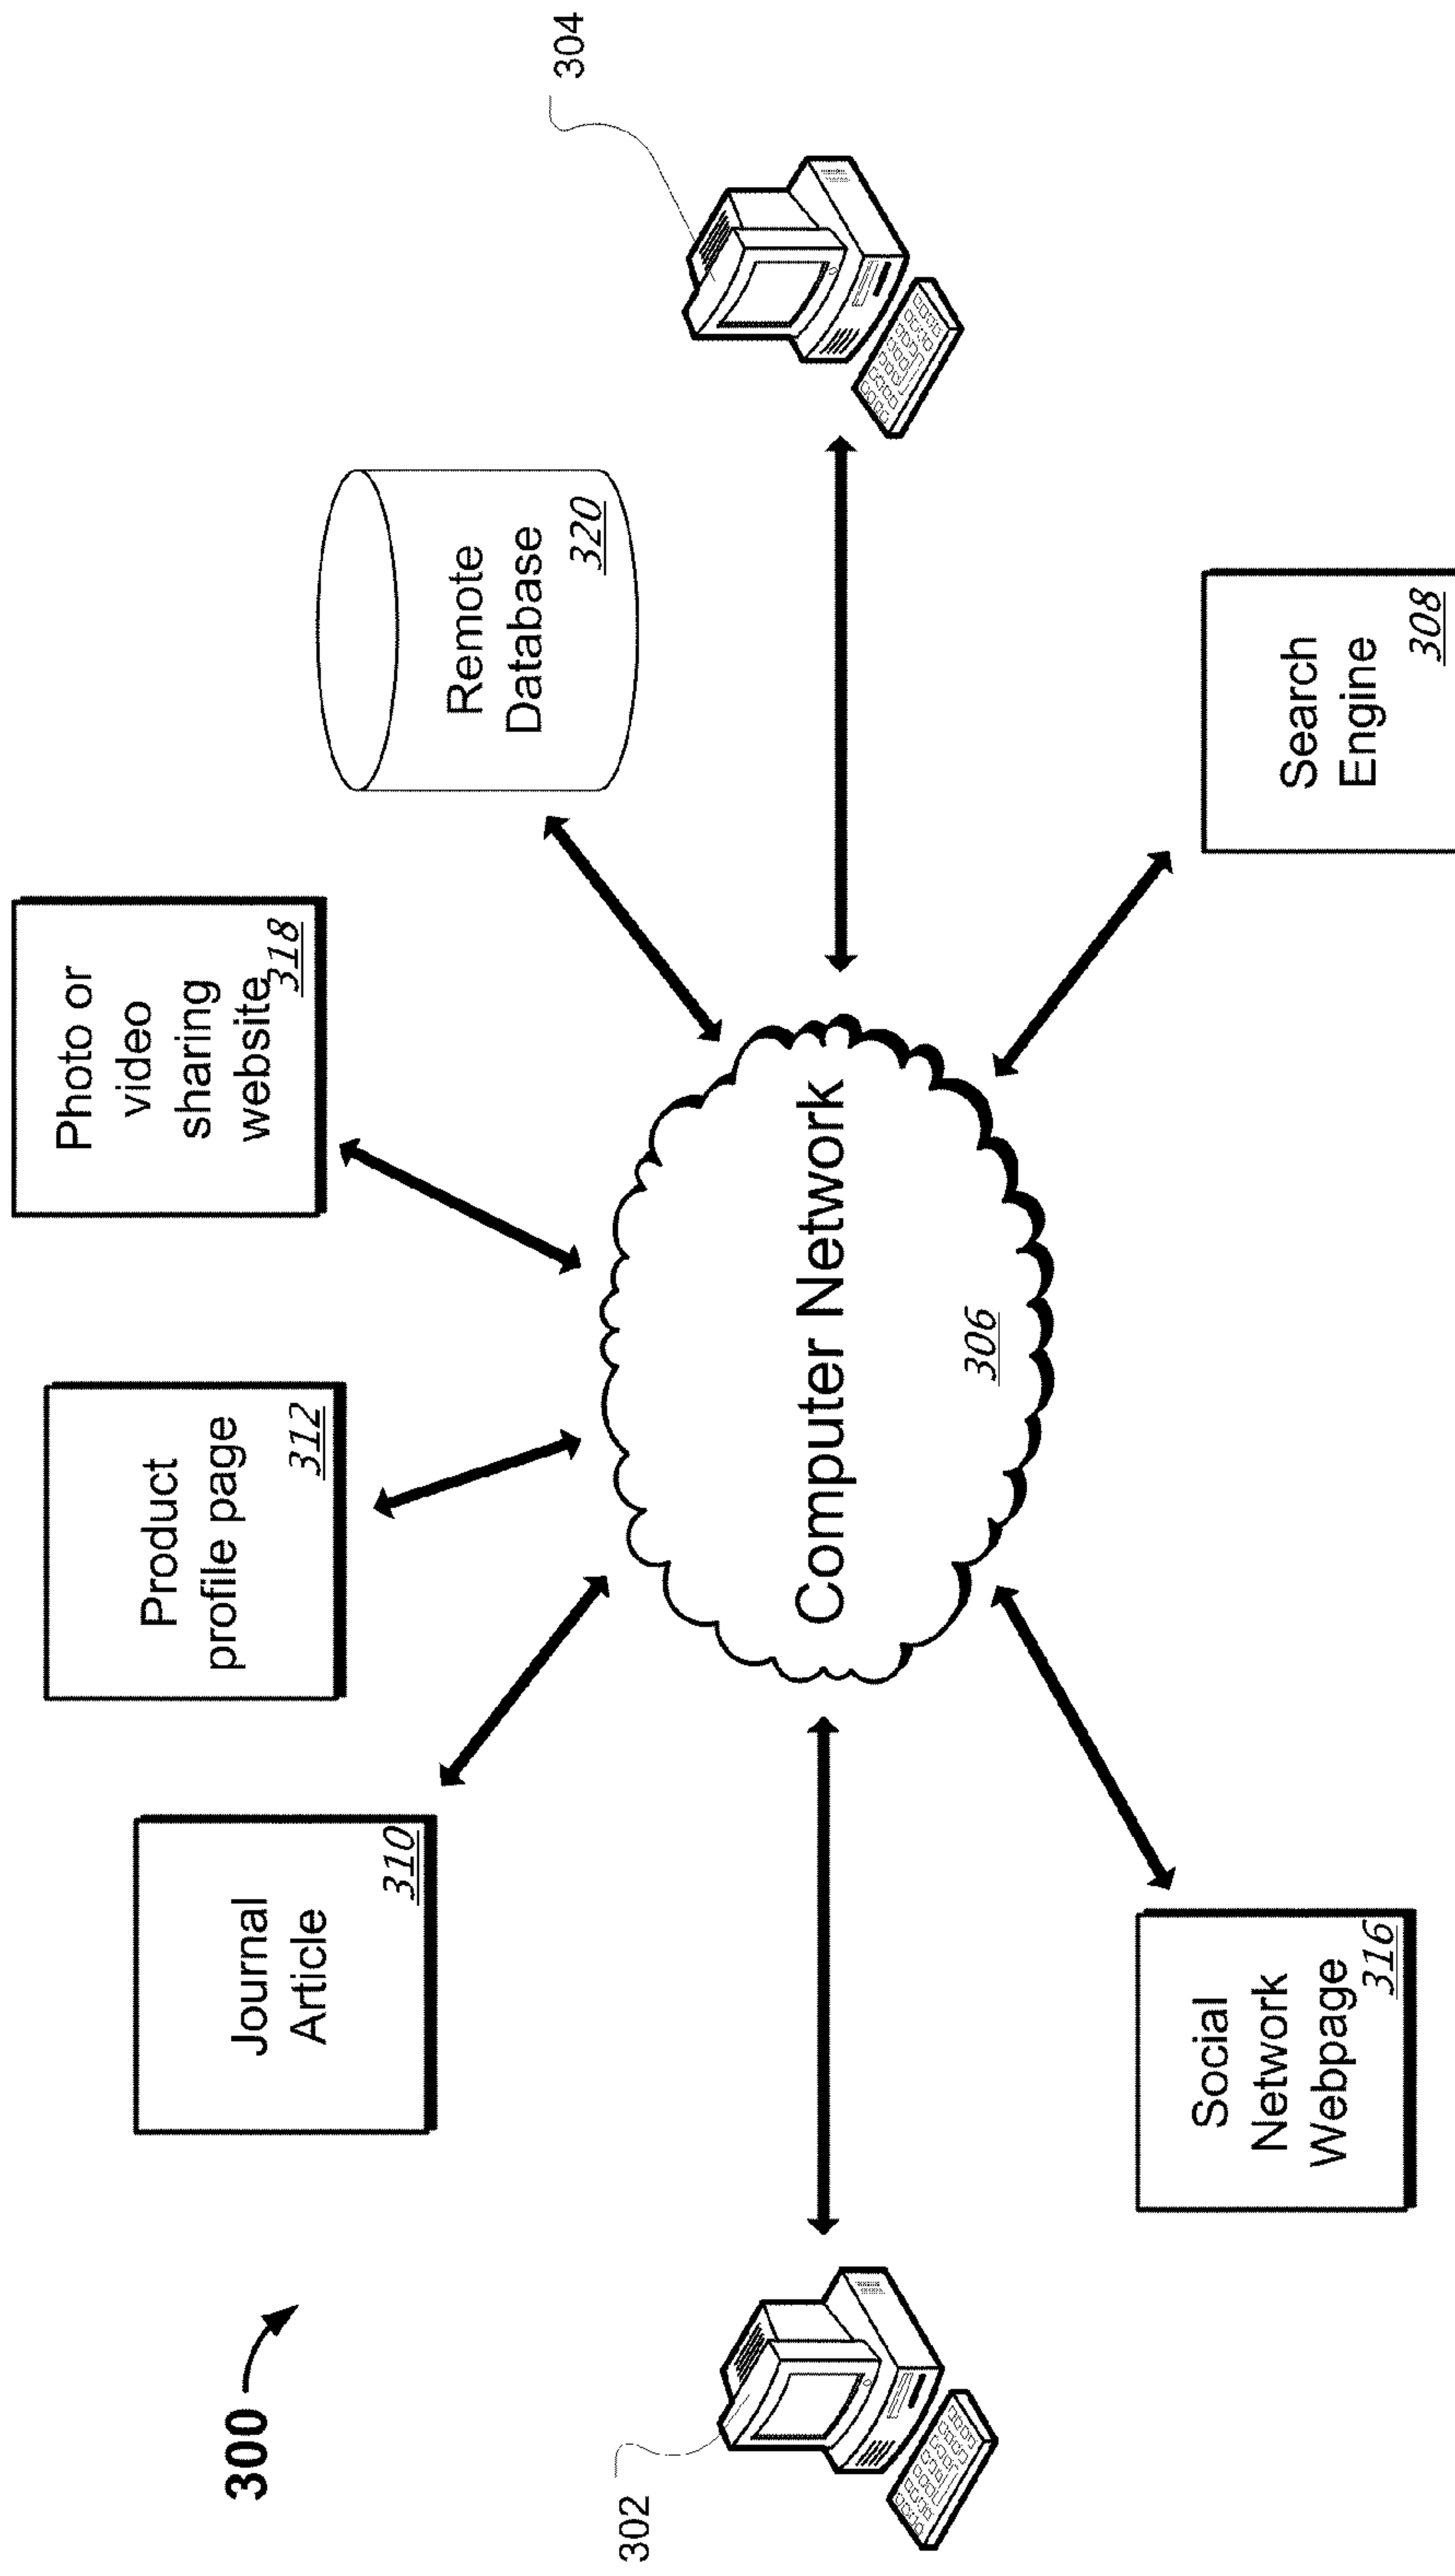 300
Journal
Article
310
Product
profile page
312
Photo or
video
sharing
website
318
Remote
Database
320
304
302
Computer Network
306
Social
Network
Webpage
316
Search
Engine
308